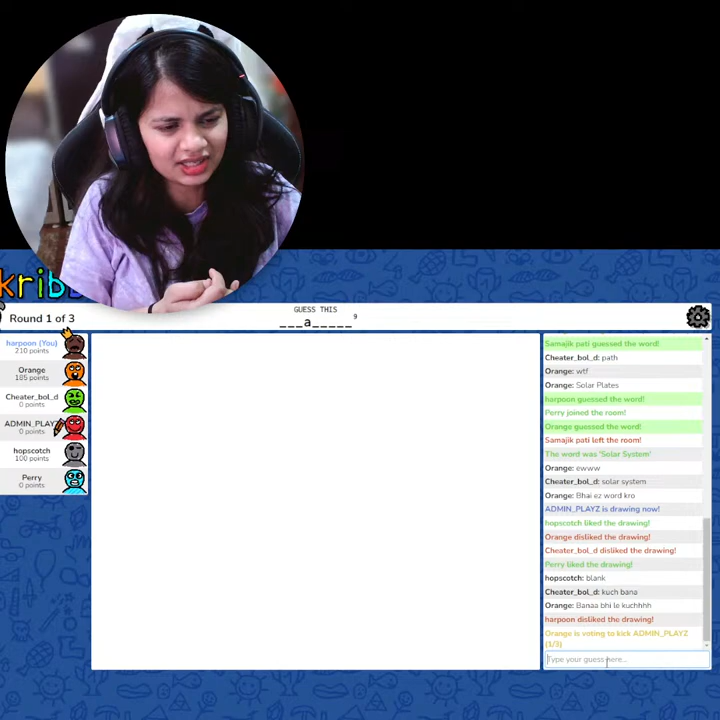 kribb
Round 1 of 3
GUESS THIS
___a_____ 9
harpoon (You)
210 points
Orange
185 points
Cheater_bol_d
0 points
ADMIN_PLAYZ
0 points
hopscotch
100 points
Perry
0 points
Samajik pati guessed the word!
Cheater_bol_d: path
Orange: wtf
Orange: Solar Plates
harpoon guessed the word!
Perry joined the room!
Orange guessed the word!
Samajik pati left the room!
The word was 'Solar System'
Orange: ewww
Cheater_bol_d: solar system
Orange: Bhai ez word kro
ADMIN_PLAYZ is drawing now!
hopscotch liked the drawing!
Orange disliked the drawing!
Cheater_bol_d disliked the drawing!
Perry liked the drawing!
hopscotch: blank
Cheater_bol_d: kuch bana
Orange: Banaa bhi le kuchhhh
harpoon disliked the drawing!
Orange is voting to kick ADMIN_PLAYZ
(1/3)
Type your guess here...